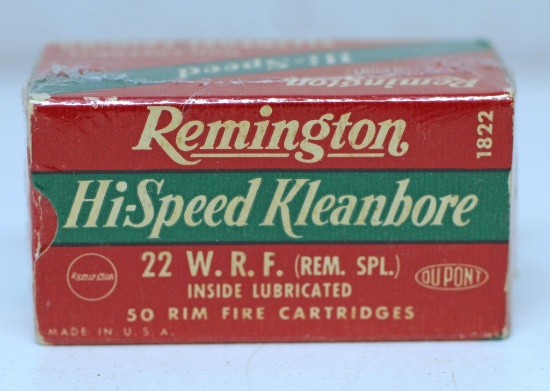 Hi-Speed
Remington
Remington
1822
Hi-Speed Kleanbore
22 W. R. F. (REM. SPL.)
INSIDE LUBRICATED
50 RIM FIRE CARTRIDGES
Remington
DU PONT
MADE IN U. S. A.